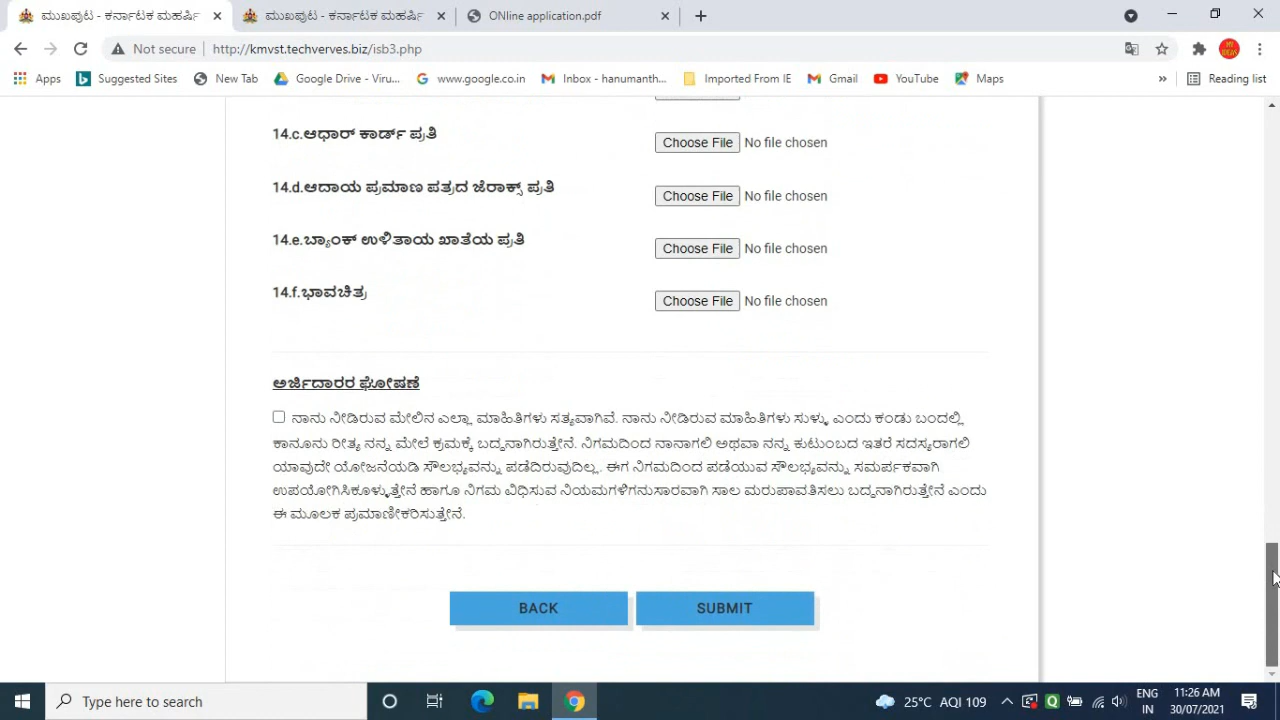 ಮುಖಪುಟ - ಕರ್ನಾಟಕ ಮಹರ್ಷಿ
ಮುಖಪುಟ - ಕರ್ನಾಟಕ ಮಹರ್ಷಿ
ONline application.pdf
Not secure | http://kmvst.techverves.biz/isb3.php
Apps Suggested Sites New Tab Google Drive - Viru... www.google.co.in Inbox - hanumanth... Imported From IE Gmail YouTube Maps » Reading list
14.c.ಆಧಾರ್ ಕಾರ್ಡ್ ಪ್ರತಿ
Choose File No file chosen
14.d.ಆದಾಯ ಪ್ರಮಾಣ ಪತ್ರದ ಜೆರಾಕ್ಸ್ ಪ್ರತಿ
Choose File No file chosen
14.e.ಬ್ಯಾಂಕ್ ಉಳಿತಾಯ ಖಾತೆಯ ಪ್ರತಿ
Choose File No file chosen
14.f.ಭಾವಚಿತ್ರ
Choose File No file chosen
ಅರ್ಜಿದಾರರ ಘೋಷಣೆ
ನಾನು ನೀಡಿರುವ ಮೇಲಿನ ಎಲ್ಲಾ ಮಾಹಿತಿಗಳು ಸತ್ಯವಾಗಿವೆ. ನಾನು ನೀಡಿರುವ ಮಾಹಿತಿಗಳು ಸುಳ್ಳು ಎಂದು ಕಂಡು ಬಂದಲ್ಲಿ
ಕಾನೂನು ರೀತ್ಯ ನನ್ನ ಮೇಲೆ ಕ್ರಮಕ್ಕೆ ಬದ್ಧನಾಗಿರುತ್ತೇನೆ. ನಿಗಮದಿಂದ ನಾನಾಗಲಿ ಅಥವಾ ನನ್ನ ಕುಟುಂಬದ ಇತರೆ ಸದಸ್ಯರಾಗಲಿ
ಯಾವುದೇ ಯೋಜನೆಯಡಿ ಸೌಲಭ್ಯವನ್ನು ಪಡೆದಿರುವುದಿಲ್ಲ. ಈಗ ನಿಗಮದಿಂದ ಪಡೆಯುವ ಸೌಲಭ್ಯವನ್ನು ಸಮರ್ಪಕವಾಗಿ
ಉಪಯೋಗಿಸಿಕೊಳ್ಳುತ್ತೇನೆ ಹಾಗೂ ನಿಗಮ ವಿಧಿಸುವ ನಿಯಮಗಳಿಗನುಸಾರವಾಗಿ ಸಾಲ ಮರುಪಾವತಿಸಲು ಬದ್ಧನಾಗಿರುತ್ತೇನೆ ಎಂದು
ಈ ಮೂಲಕ ಪ್ರಮಾಣೀಕರಿಸುತ್ತೇನೆ.
BACK SUBMIT
Type here to search
25°C AQI 109
ENG
IN
11:26 AM
30/07/2021